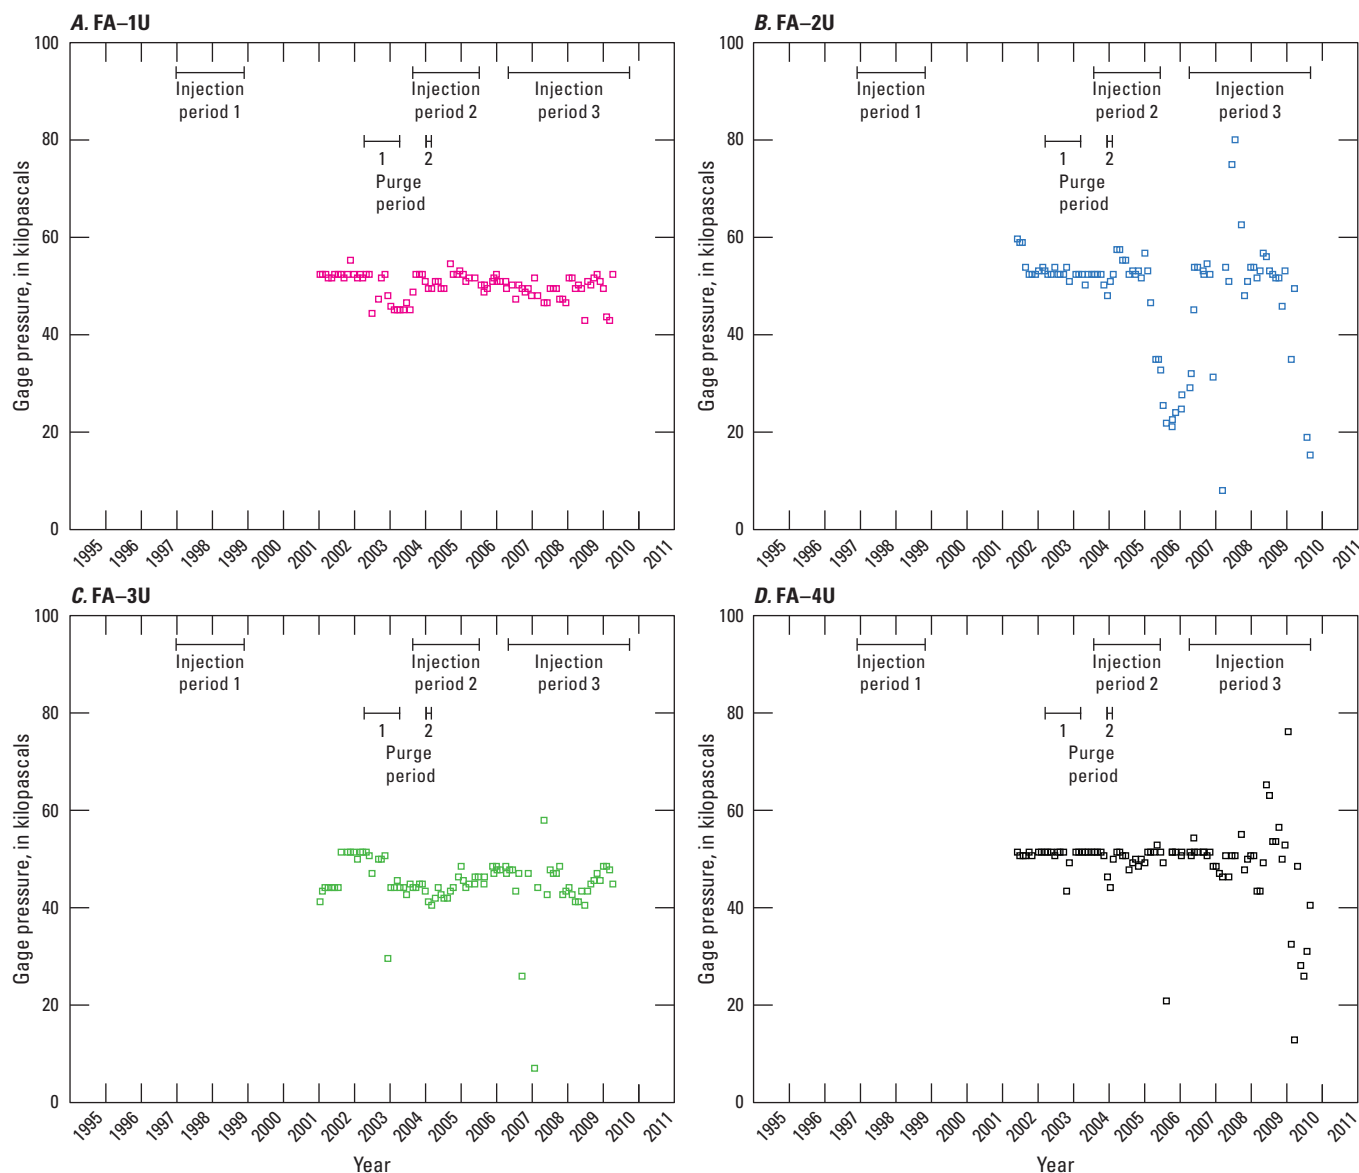 A. FA–1U
Gage pressure, in kilopascals
100
80
60
40
20
0
Injection
period 1
Injection
period 2
Injection
period 3
1
2
Purge
period
1995 1996 1997 1998 1999 2000 2001 2002 2003 2004 2005 2006 2007 2008 2009 2010 2011
B. FA–2U
Gage pressure, in kilopascals
100
80
60
40
20
0
Injection
period 1
Injection
period 2
Injection
period 3
1
2
Purge
period
1995 1996 1997 1998 1999 2000 2001 2002 2003 2004 2005 2006 2007 2008 2009 2010 2011
C. FA–3U
Gage pressure, in kilopascals
100
80
60
40
20
0
Injection
period 1
Injection
period 2
Injection
period 3
1
2
Purge
period
1995 1996 1997 1998 1999 2000 2001 2002 2003 2004 2005 2006 2007 2008 2009 2010 2011
Year
D. FA–4U
Gage pressure, in kilopascals
100
80
60
40
20
0
Injection
period 1
Injection
period 2
Injection
period 3
1
2
Purge
period
1995 1996 1997 1998 1999 2000 2001 2002 2003 2004 2005 2006 2007 2008 2009 2010 2011
Year